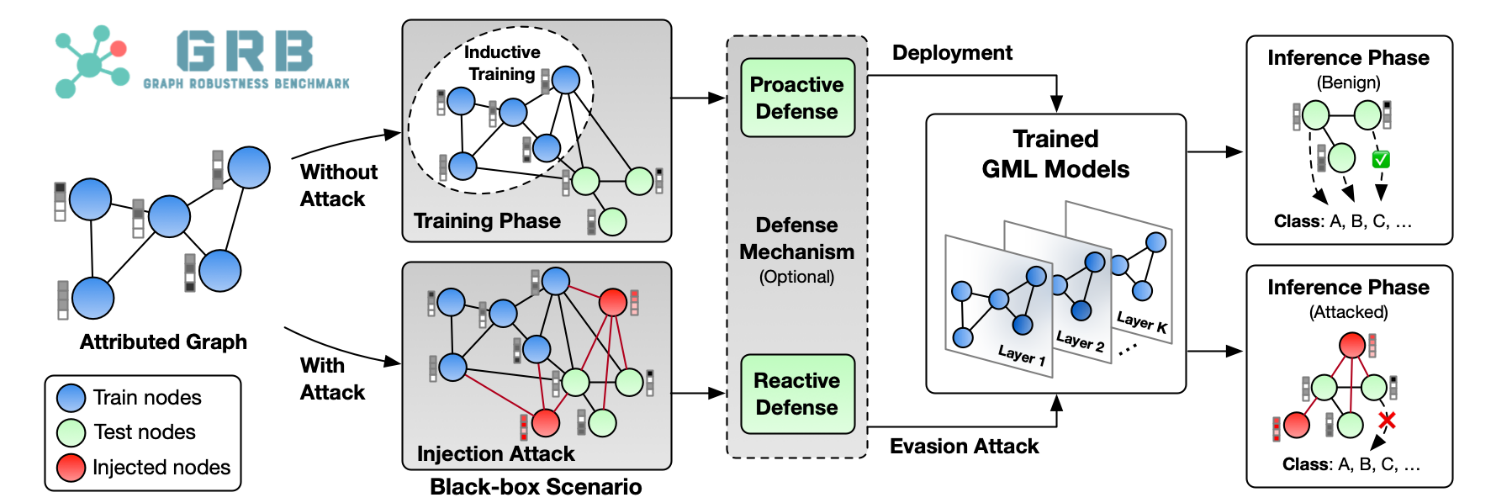 GRB
GRAPH ROBUSTNESS BENCHMARK
Attributed Graph
Train nodes
Test nodes
Injected nodes
Without
Attack
With
Attack
Inductive
Training
Training Phase
Injection Attack
Black-box Scenario
Proactive
Defense
Defense
Mechanism
(Optional)
Reactive
Defense
Deployment
Evasion Attack
Trained
GML Models
Layer 1
Layer 2
...
Layer K
Inference Phase
(Benign)
Class: A, B, C, ...
Inference Phase
(Attacked)
Class: A, B, C, ...